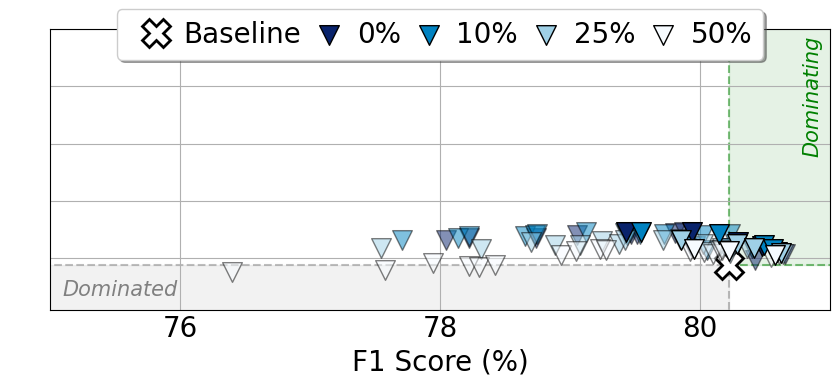 Baseline 0% 10% 25% 50%
Dominating
Dominated
76 78 80
F1 Score (%)